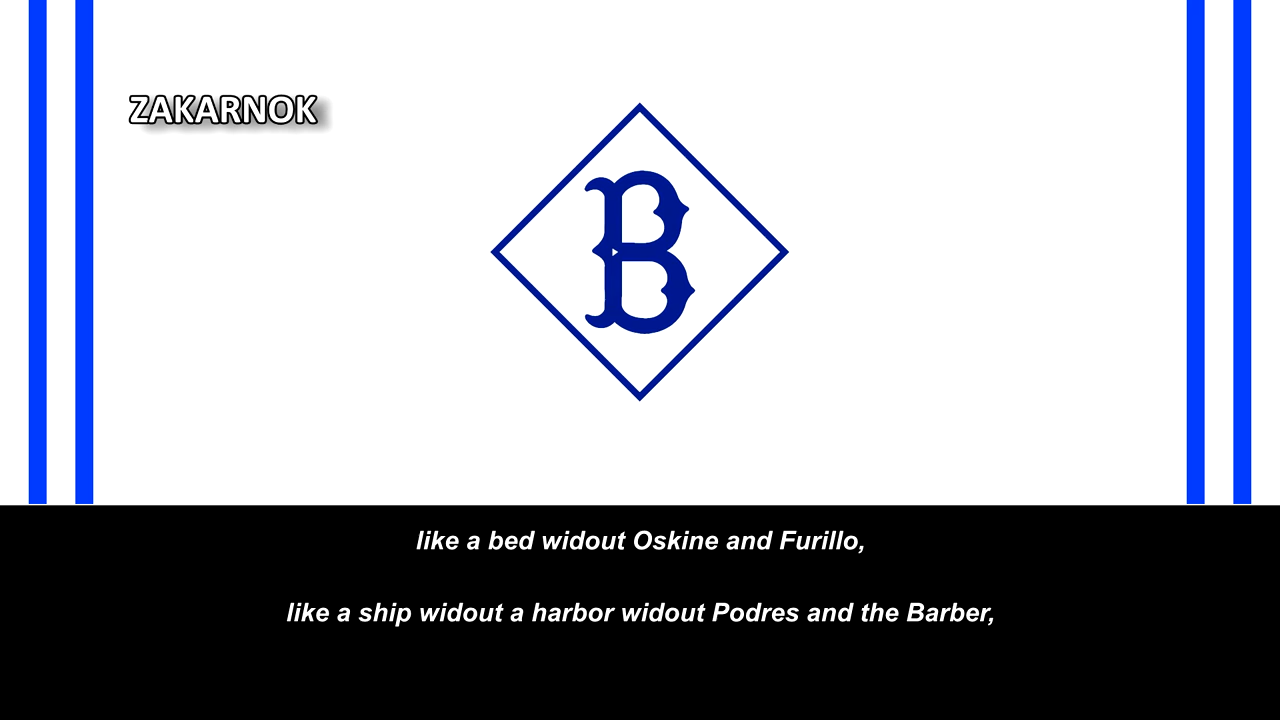 ZAKARNOK
B
like a bed widout Oskine and Furillo,
like a ship widout a harbor widout Podres and the Barber,